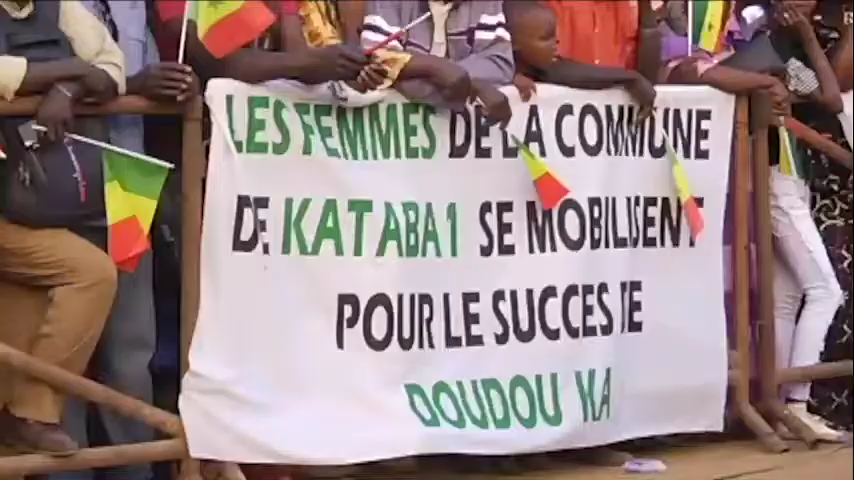 LES FEMMES DE LA COMMUNE
DE KATABA1 SE MOBILISENT
POUR LE SUCCES DE
DOUDOU KA